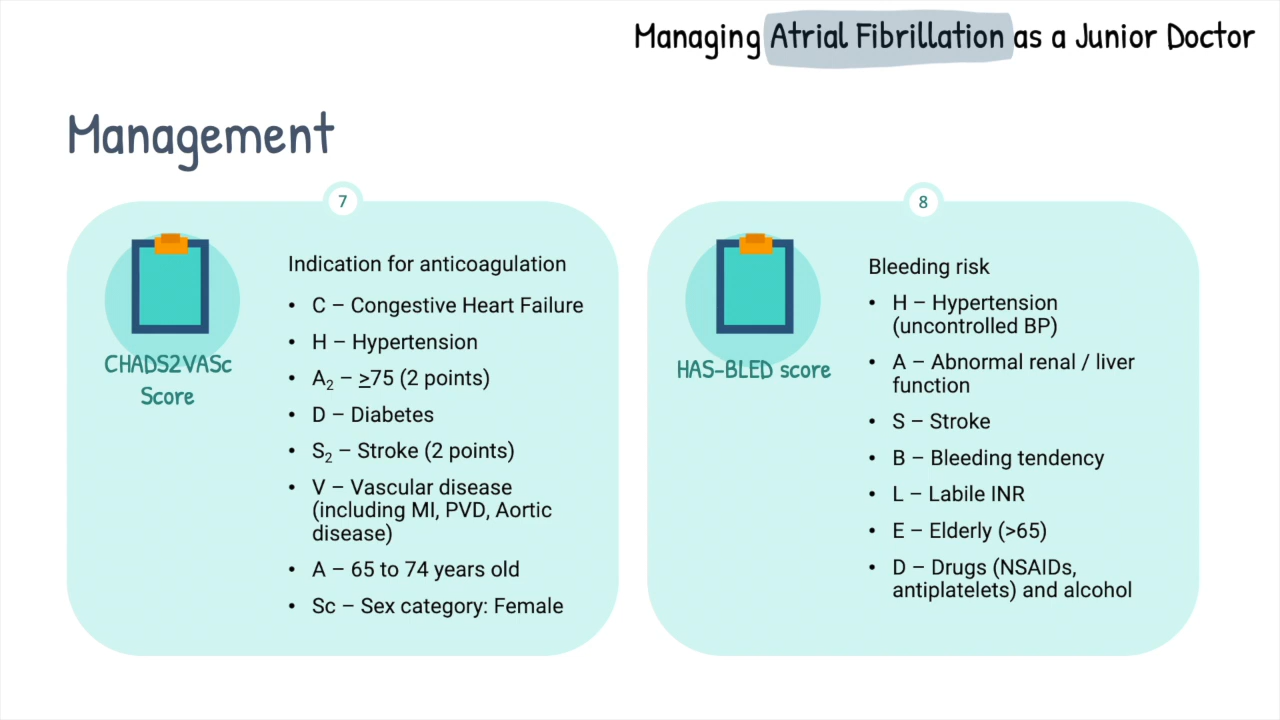 Managing Atrial Fibrillation as a Junior Doctor
Management
7
CHADS2VASc
Score
Indication for anticoagulation
• C – Congestive Heart Failure
• H – Hypertension
• A₂ – ≥75 (2 points)
• D – Diabetes
• S₂ – Stroke (2 points)
• V – Vascular disease
(including MI, PVD, Aortic
disease)
• A – 65 to 74 years old
• Sc – Sex category: Female
8
HAS-BLED score
Bleeding risk
• H – Hypertension
(uncontrolled BP)
• A – Abnormal renal / liver
function
• S – Stroke
• B – Bleeding tendency
• L – Labile INR
• E – Elderly (>65)
• D – Drugs (NSAIDs,
antiplatelets) and alcohol